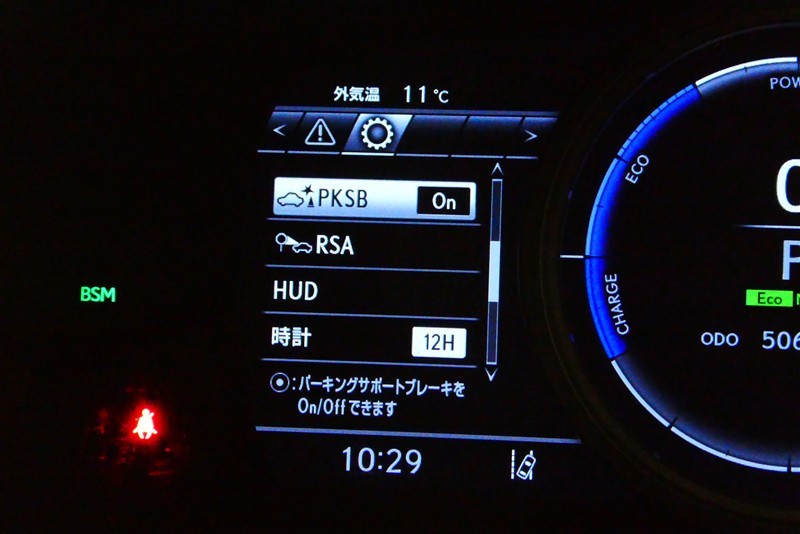 外気温 11℃
PKSB On
RSA
HUD
時計 12H
:パーキングサポートブレーキを
On/Offできます
10:29
BSM
ECO
CHARGE
Eco
ODO 506